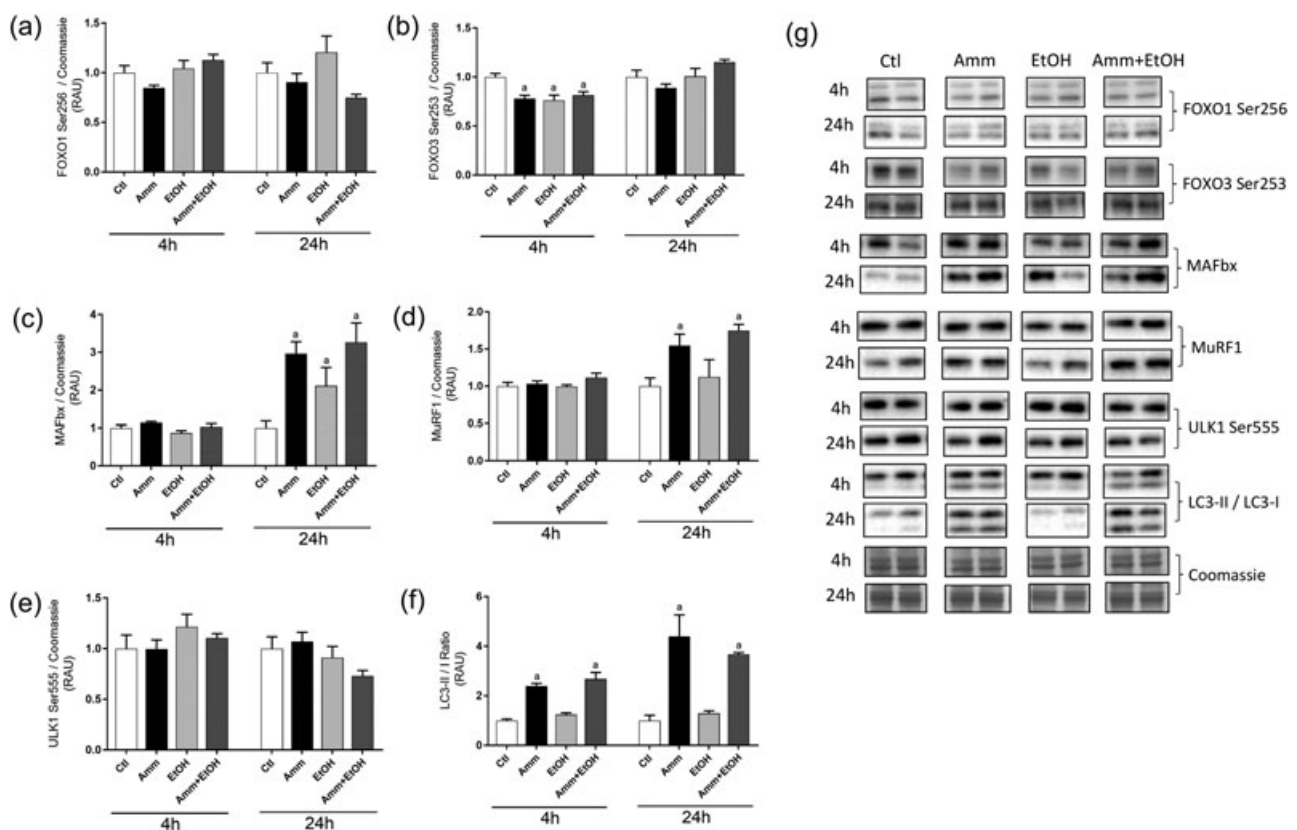 (a)
FOXO1 Ser256 / Coomassie
(RAU)
1.5
1.0
0.5
0.0
Ctl
Amm
EtOH
Amm+EtOH
Ctl
Amm
EtOH
Amm+EtOH
4h
24h
(b)
FOXO3 Ser253 / Coomassie
(RAU)
1.5
1.0
0.5
0.0
a
a
a
Ctl
Amm
EtOH
Amm+EtOH
Ctl
Amm
EtOH
Amm+EtOH
4h
24h
(c)
MAFbx / Coomassie
(RAU)
4
3
2
1
0
a
a
a
Ctl
Amm
EtOH
Amm+EtOH
Ctl
Amm
EtOH
Amm+EtOH
4h
24h
(d)
MuRF1 / Coomassie
(RAU)
2.0
1.5
1.0
0.5
0.0
a
a
Ctl
Amm
EtOH
Amm+EtOH
Ctl
Amm
EtOH
Amm+EtOH
4h
24h
(e)
ULK1 Ser555 / Coomassie
(RAU)
1.5
1.0
0.5
0.0
Ctl
Amm
EtOH
Amm+EtOH
Ctl
Amm
EtOH
Amm+EtOH
4h
24h
(f)
LC3-II / I Ratio
(RAU)
6
4
2
0
a
a
a
a
Ctl
Amm
EtOH
Amm+EtOH
Ctl
Amm
EtOH
Amm+EtOH
4h
24h
(g)
Ctl Amm EtOH Amm+EtOH
4h
FOXO1 Ser256
24h
4h
FOXO3 Ser253
24h
4h
MAFbx
24h
4h
MuRF1
24h
4h
ULK1 Ser555
24h
4h
LC3-II / LC3-I
24h
4h
Coomassie
24h